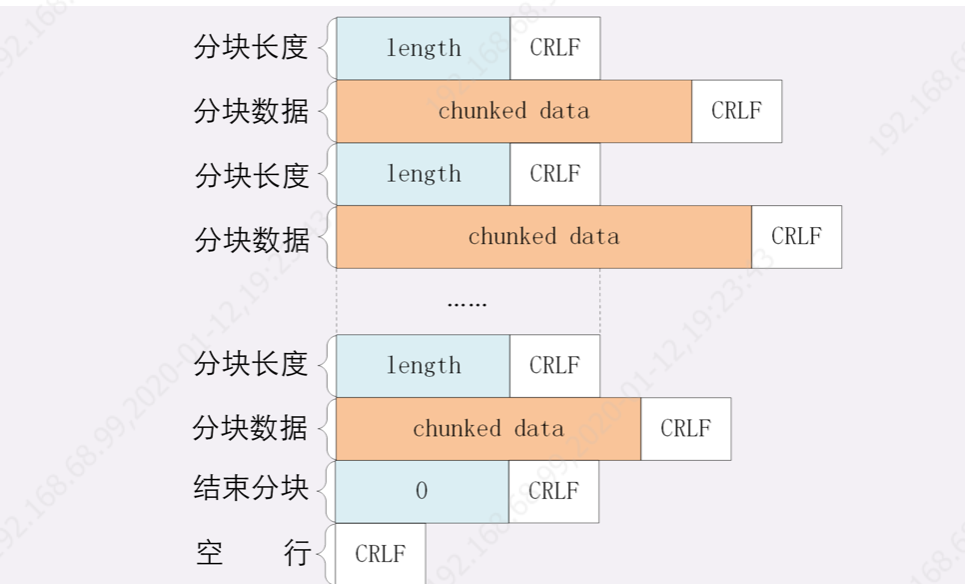 分块长度 length CRLF
分块数据 chunked data CRLF
分块长度 length CRLF
分块数据 chunked data CRLF
……
分块长度 length CRLF
分块数据 chunked data CRLF
结束分块 0 CRLF
空 行 CRLF
192.168.68.99,2020-01-12,19:23:43